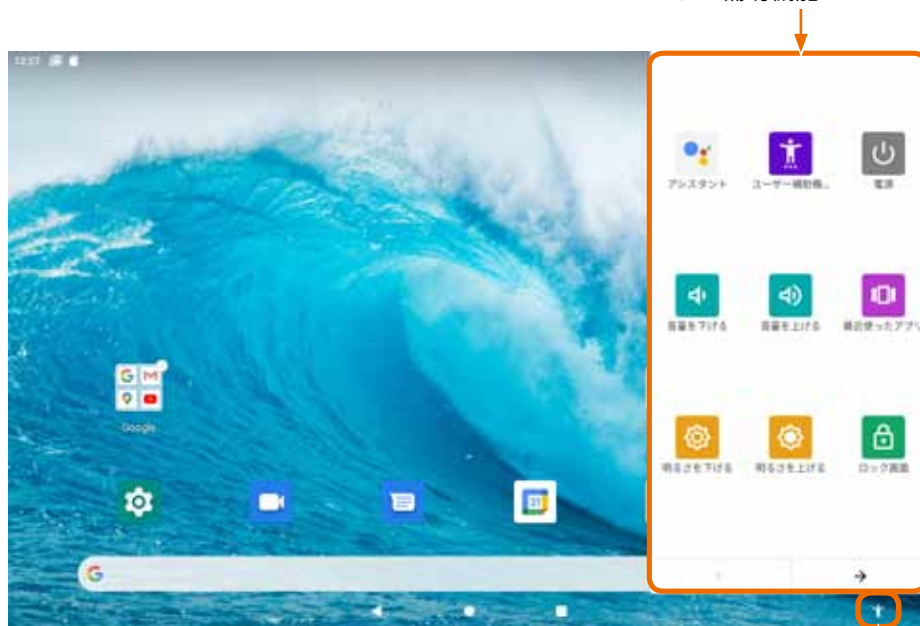 12:17
アシスタント
ユーザー補助機...
電源
音量を下げる
音量を上げる
最近使ったアプリ
明るさを下げる
明るさを上げる
ロック画面
Google
31